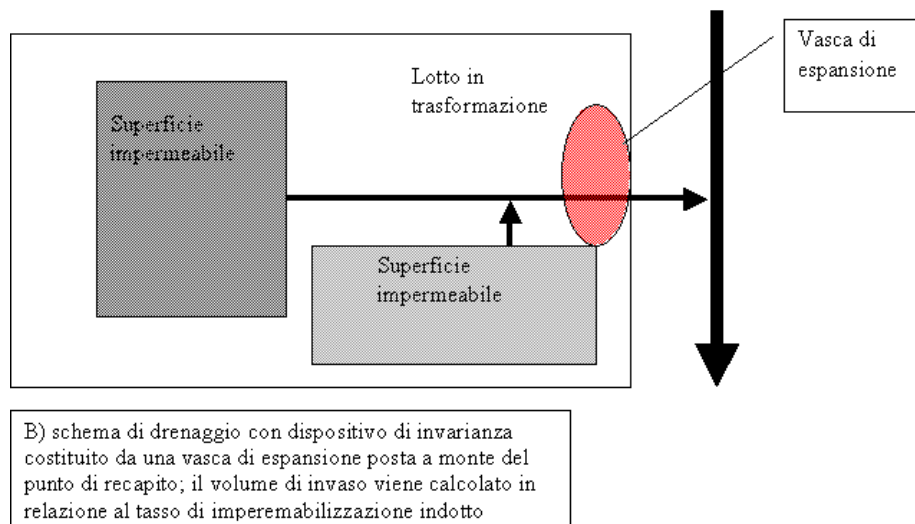 Vasca di
espansione
Lotto in
trasformazione
Superficie
impermeabile
Superficie
impermeabile
B) schema di drenaggio con dispositivo di invarianza
costituito da una vasca di espansione posta a monte del
punto di recapito; il volume di invaso viene calcolato in
relazione al tasso di imperemabilizzazione indotto